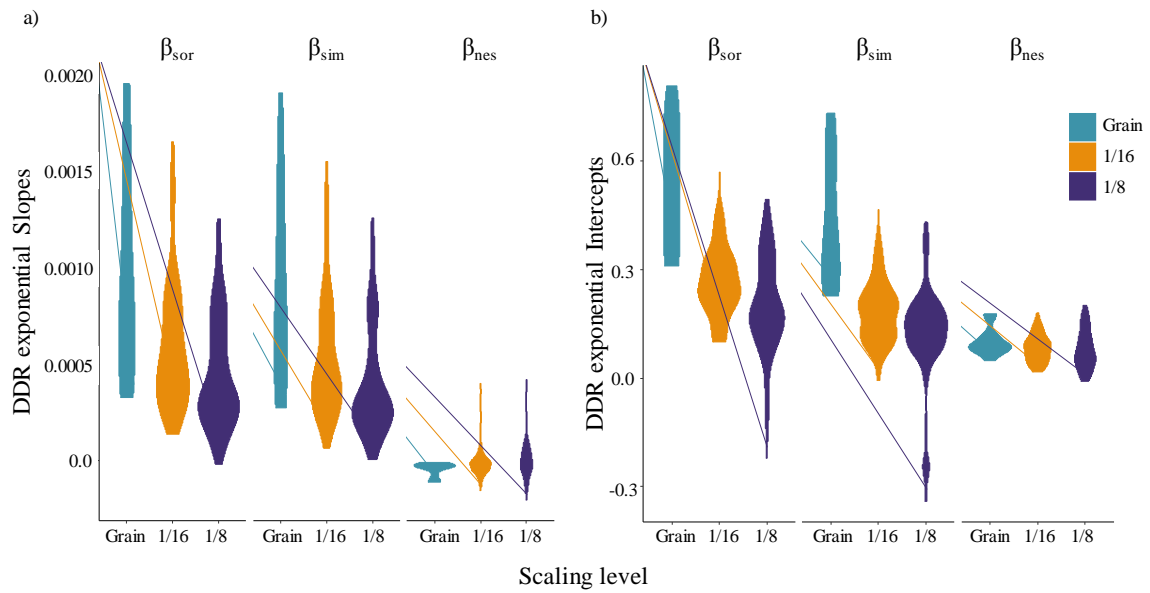 a)
βsor βsim βnes
DDR exponential Slopes
0.0020
0.0015
0.0010
0.0005
0.0
Grain 1/16 1/8 Grain 1/16 1/8 Grain 1/16 1/8
b)
βsor βsim βnes
DDR exponential Intercepts
0.6
0.3
0.0
-0.3
Grain 1/16 1/8 Grain 1/16 1/8 Grain 1/16 1/8
Grain
1/16
1/8
Scaling level